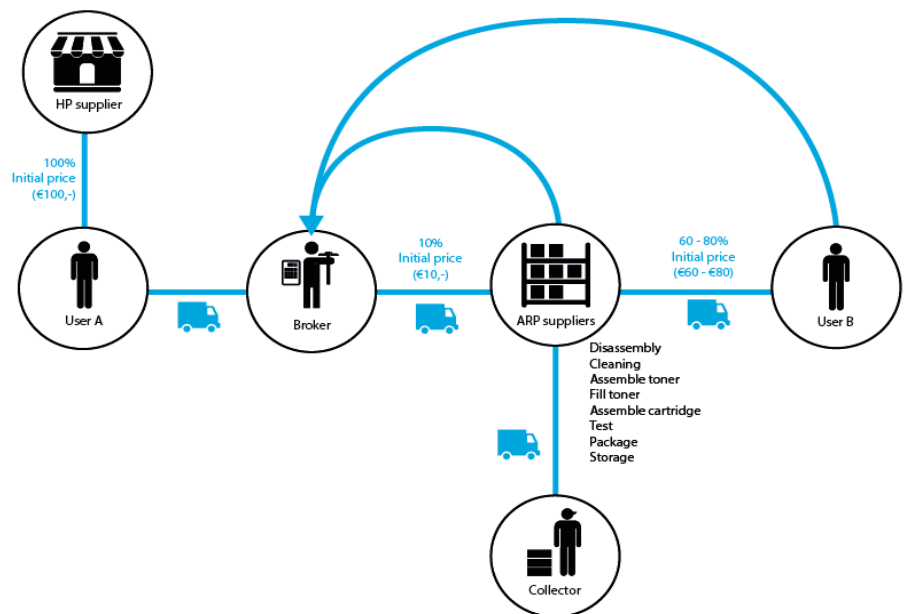 HP supplier
100%
Initial price
(€100,-)
User A
Broker
10%
Initial price
(€10,-)
ARP suppliers
60 - 80%
Initial price
(€60 - €80)
User B
Disassembly
Cleaning
Assemble toner
Fill toner
Assemble cartridge
Test
Package
Storage
Collector